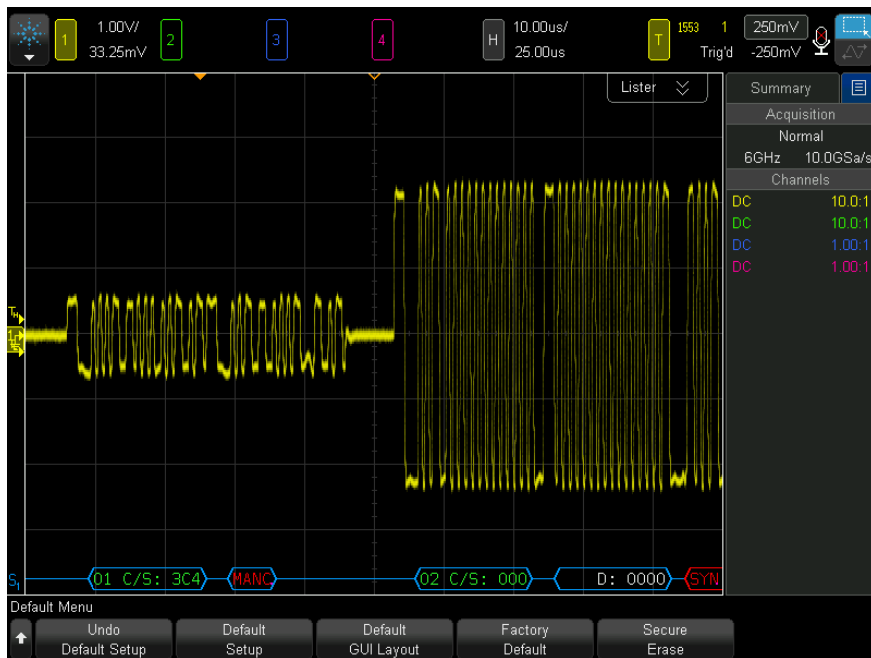 1 1.00V/ 2 3 4 H 10.00us/ T 1553 1 250mV
33.25mV 25.00us Trig'd -250mV
Lister Summary
Acquisition
Normal
6GHz 10.0GSa/s
Channels
DC 10.0:1
DC 10.0:1
DC 1.00:1
DC 1.00:1
S1 01 C/S: 3C4 MANC 02 C/S: 000 D: 0000 SYN
Default Menu
Undo Default Default Factory Secure
Default Setup Setup GUI Layout Default Erase